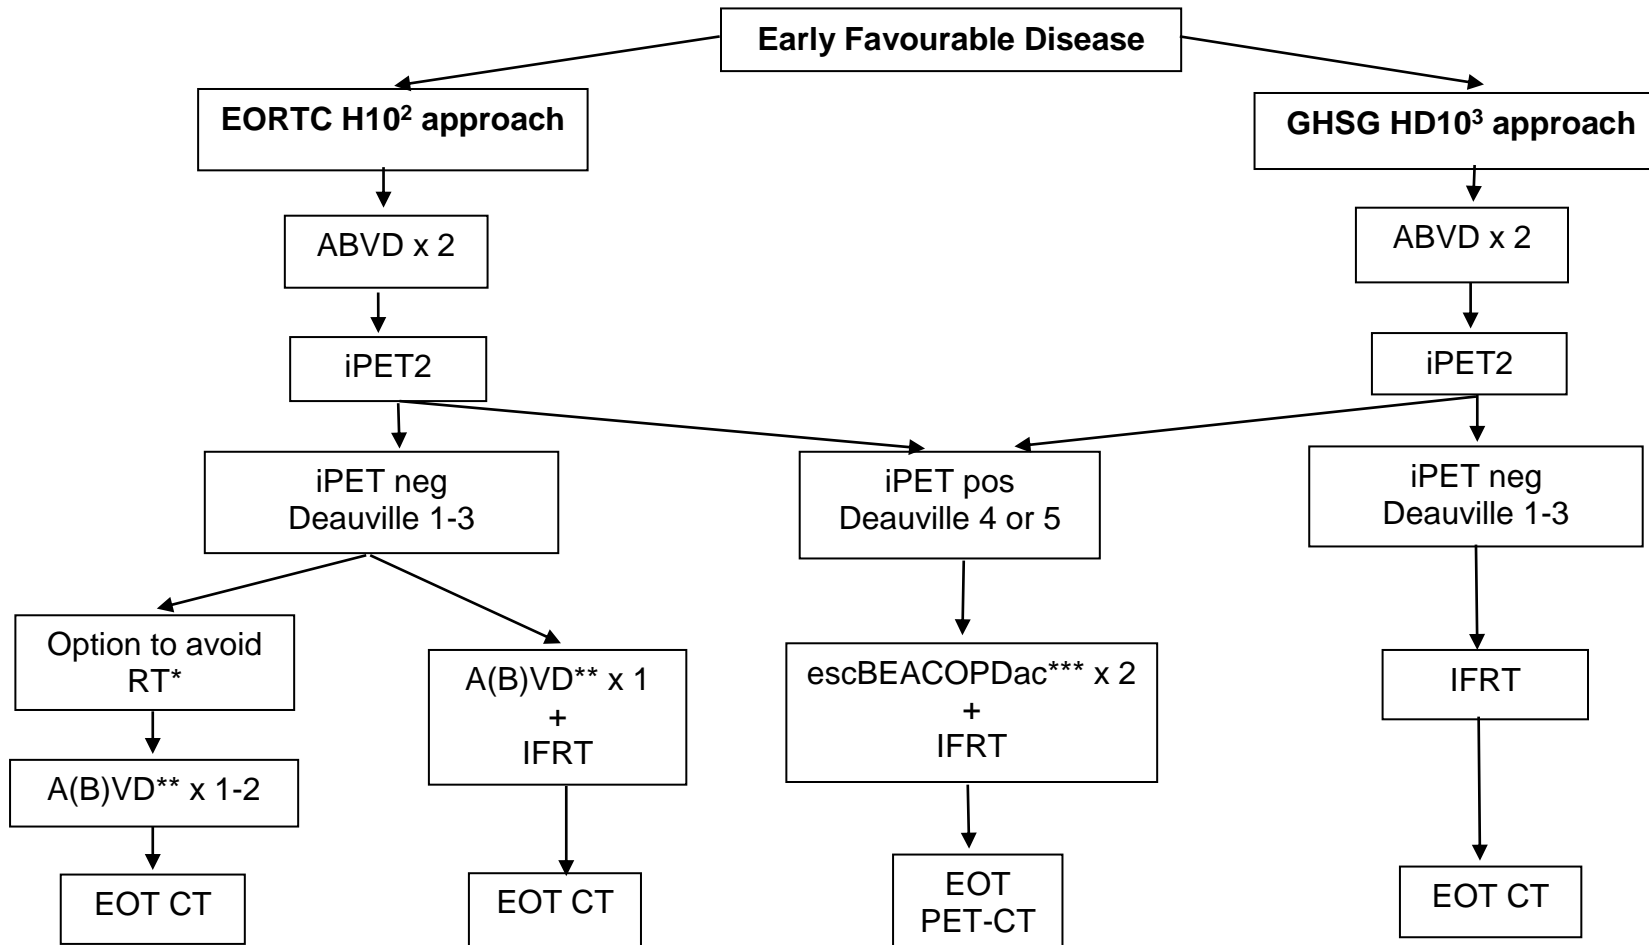 Early Favourable Disease
EORTC H10² approach
GHSG HD10³ approach
ABVD x 2
ABVD x 2
iPET2
iPET2
iPET neg
Deauville 1-3
iPET pos
Deauville 4 or 5
iPET neg
Deauville 1-3
Option to avoid
RT*
A(B)VD** x 1
+
IFRT
escBEACOPDac*** x 2
+
IFRT
IFRT
A(B)VD** x 1-2
EOT CT
EOT CT
EOT
PET-CT
EOT CT